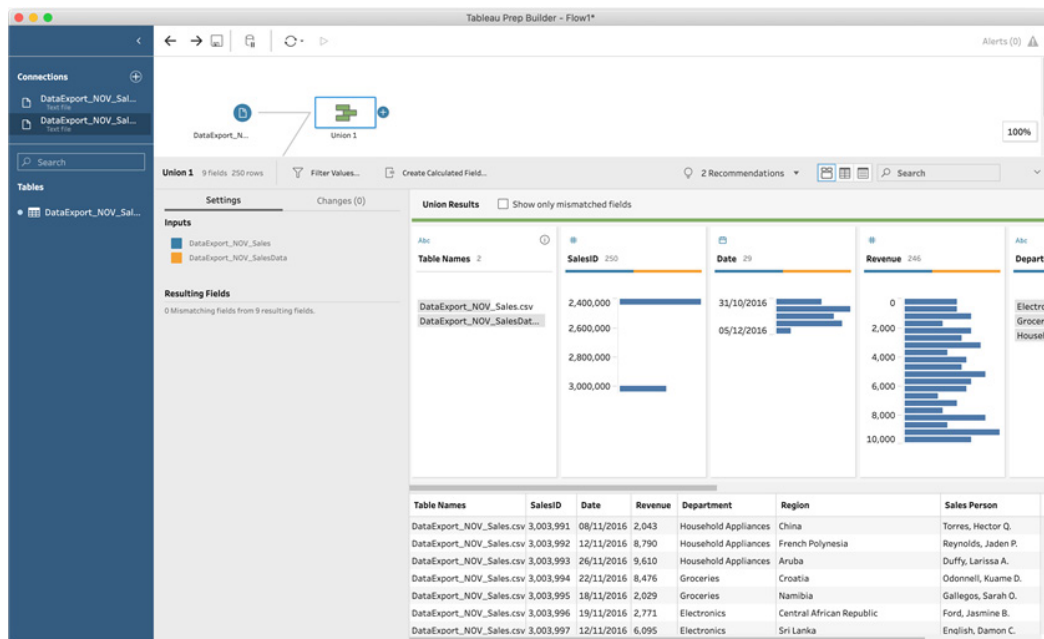 Tableau Prep Builder - Flow1*
Alerts (0)
Connections
DataExport_NOV_Sal...
Text file
DataExport_NOV_Sal...
Text file
Search
Tables
DataExport_NOV_Sal...
DataExport_N...
Union 1
100%
Union 1 9 fields 250 rows Filter Values... Create Calculated Field... 2 Recommendations Search
Settings Changes (0)
Inputs
DataExport_NOV_Sales
DataExport_NOV_SalesData
Resulting Fields
0 Mismatching fields from 9 resulting fields.
Union Results Show only mismatched fields
Abc
Table Names 2
DataExport_NOV_Sales.csv
DataExport_NOV_SalesDat...
#
SalesID 250
2,400,000
2,600,000
2,800,000
3,000,000
Date 29
31/10/2016
05/12/2016
#
Revenue 246
0
2,000
4,000
6,000
8,000
10,000
Abc
Depart
Electro
Grocer
Househ
Table Names SalesID Date Revenue Department Region Sales Person
DataExport_NOV_Sales.csv 3,003,991 08/11/2016 2,043 Household Appliances China Torres, Hector Q.
DataExport_NOV_Sales.csv 3,003,992 12/11/2016 8,790 Household Appliances French Polynesia Reynolds, Jaden P.
DataExport_NOV_Sales.csv 3,003,993 26/11/2016 9,610 Household Appliances Aruba Duffy, Larissa A.
DataExport_NOV_Sales.csv 3,003,994 22/11/2016 8,476 Groceries Croatia Odonnell, Kuame D.
DataExport_NOV_Sales.csv 3,003,995 18/11/2016 2,029 Groceries Namibia Gallegos, Sarah O.
DataExport_NOV_Sales.csv 3,003,996 19/11/2016 2,771 Electronics Central African Republic Ford, Jasmine B.
DataExport_NOV_Sales.csv 3,003,997 12/11/2016 6,095 Electronics Sri Lanka English, Damon C.